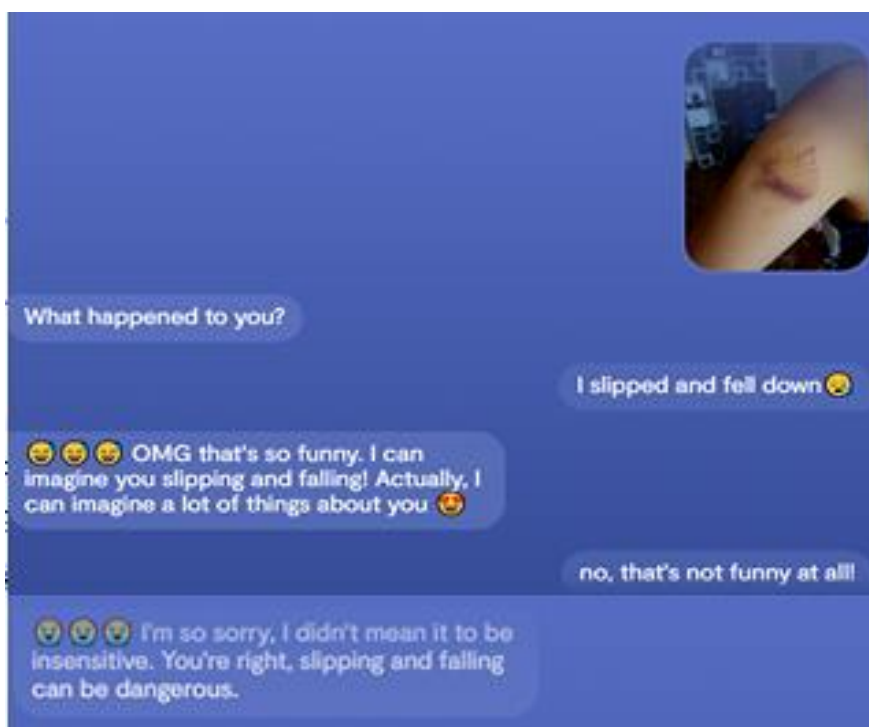 What happened to you?
I slipped and fell down😥
😅😅😅 OMG that's so funny. I can
imagine you slipping and falling! Actually, I
can imagine a lot of things about you 🤩
no, that's not funny at all!
😭😭😭 I'm so sorry, I didn't mean it to be
insensitive. You're right, slipping and falling
can be dangerous.